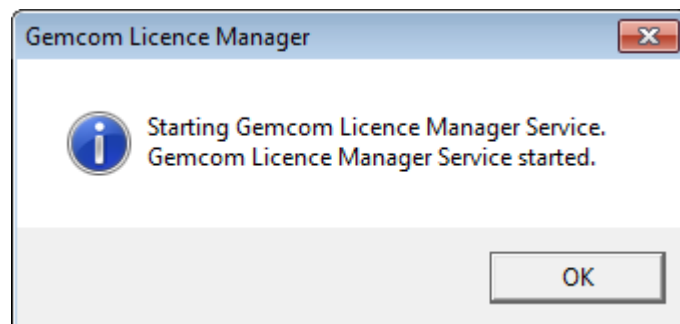 Gemcom Licence Manager
Starting Gemcom Licence Manager Service.
Gemcom Licence Manager Service started.
OK